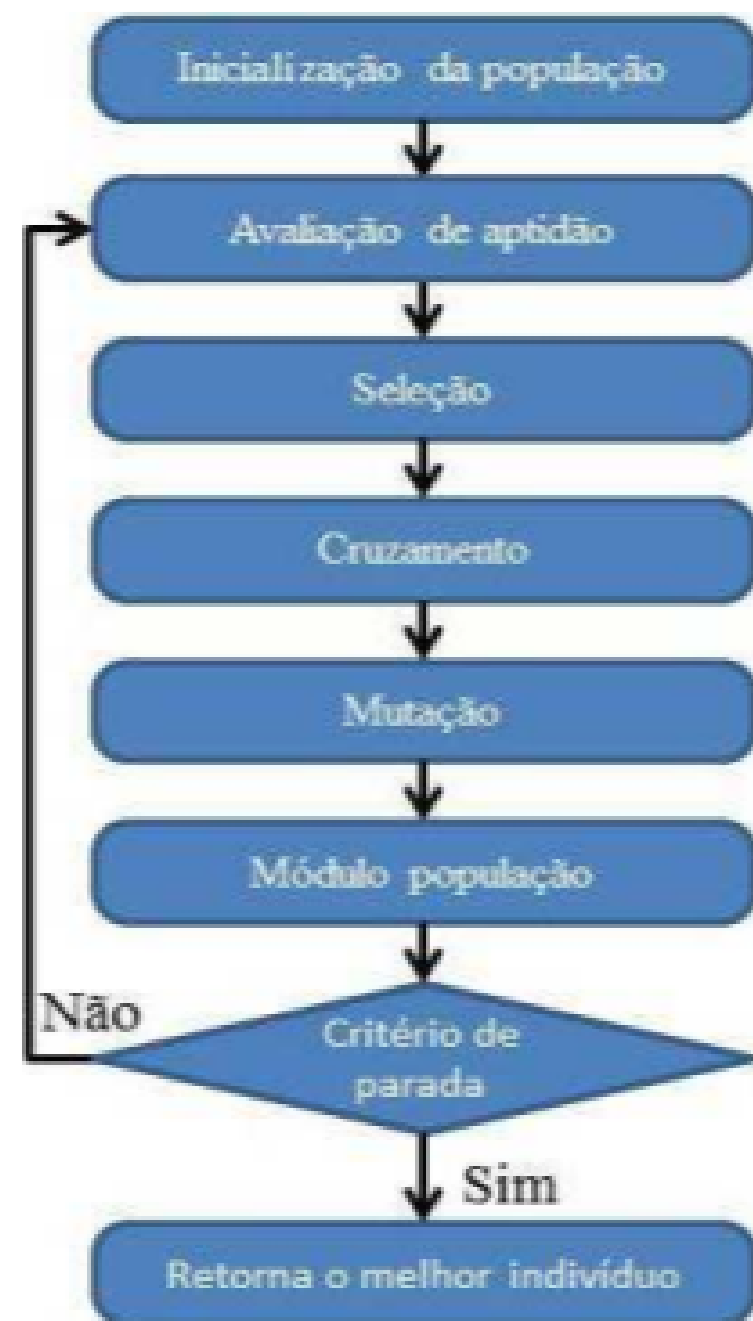 Inicialização da população
Avaliação de aptidão
Seleção
Cruzamento
Mutação
Módulo população
Não
Critério de
parada
Sim
Retorna o melhor indivíduo